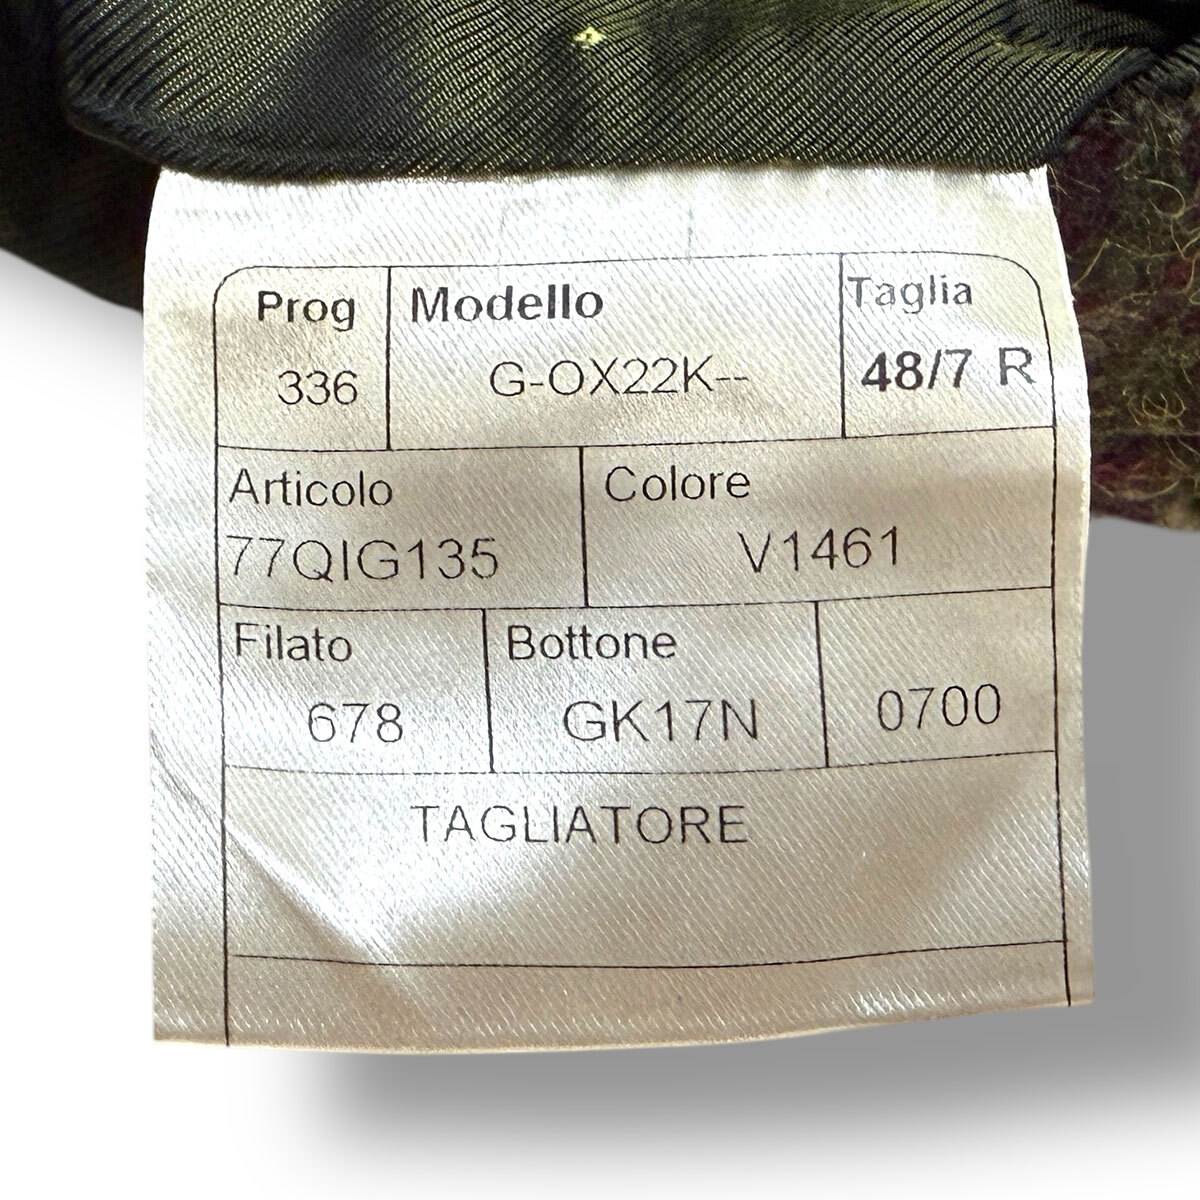 Prog Modello Taglia
336 G-OX22K-- 48/7 R
Articolo Colore
77QIG135 V1461
Filato Bottone
678 GK17N 0700
TAGLIATORE